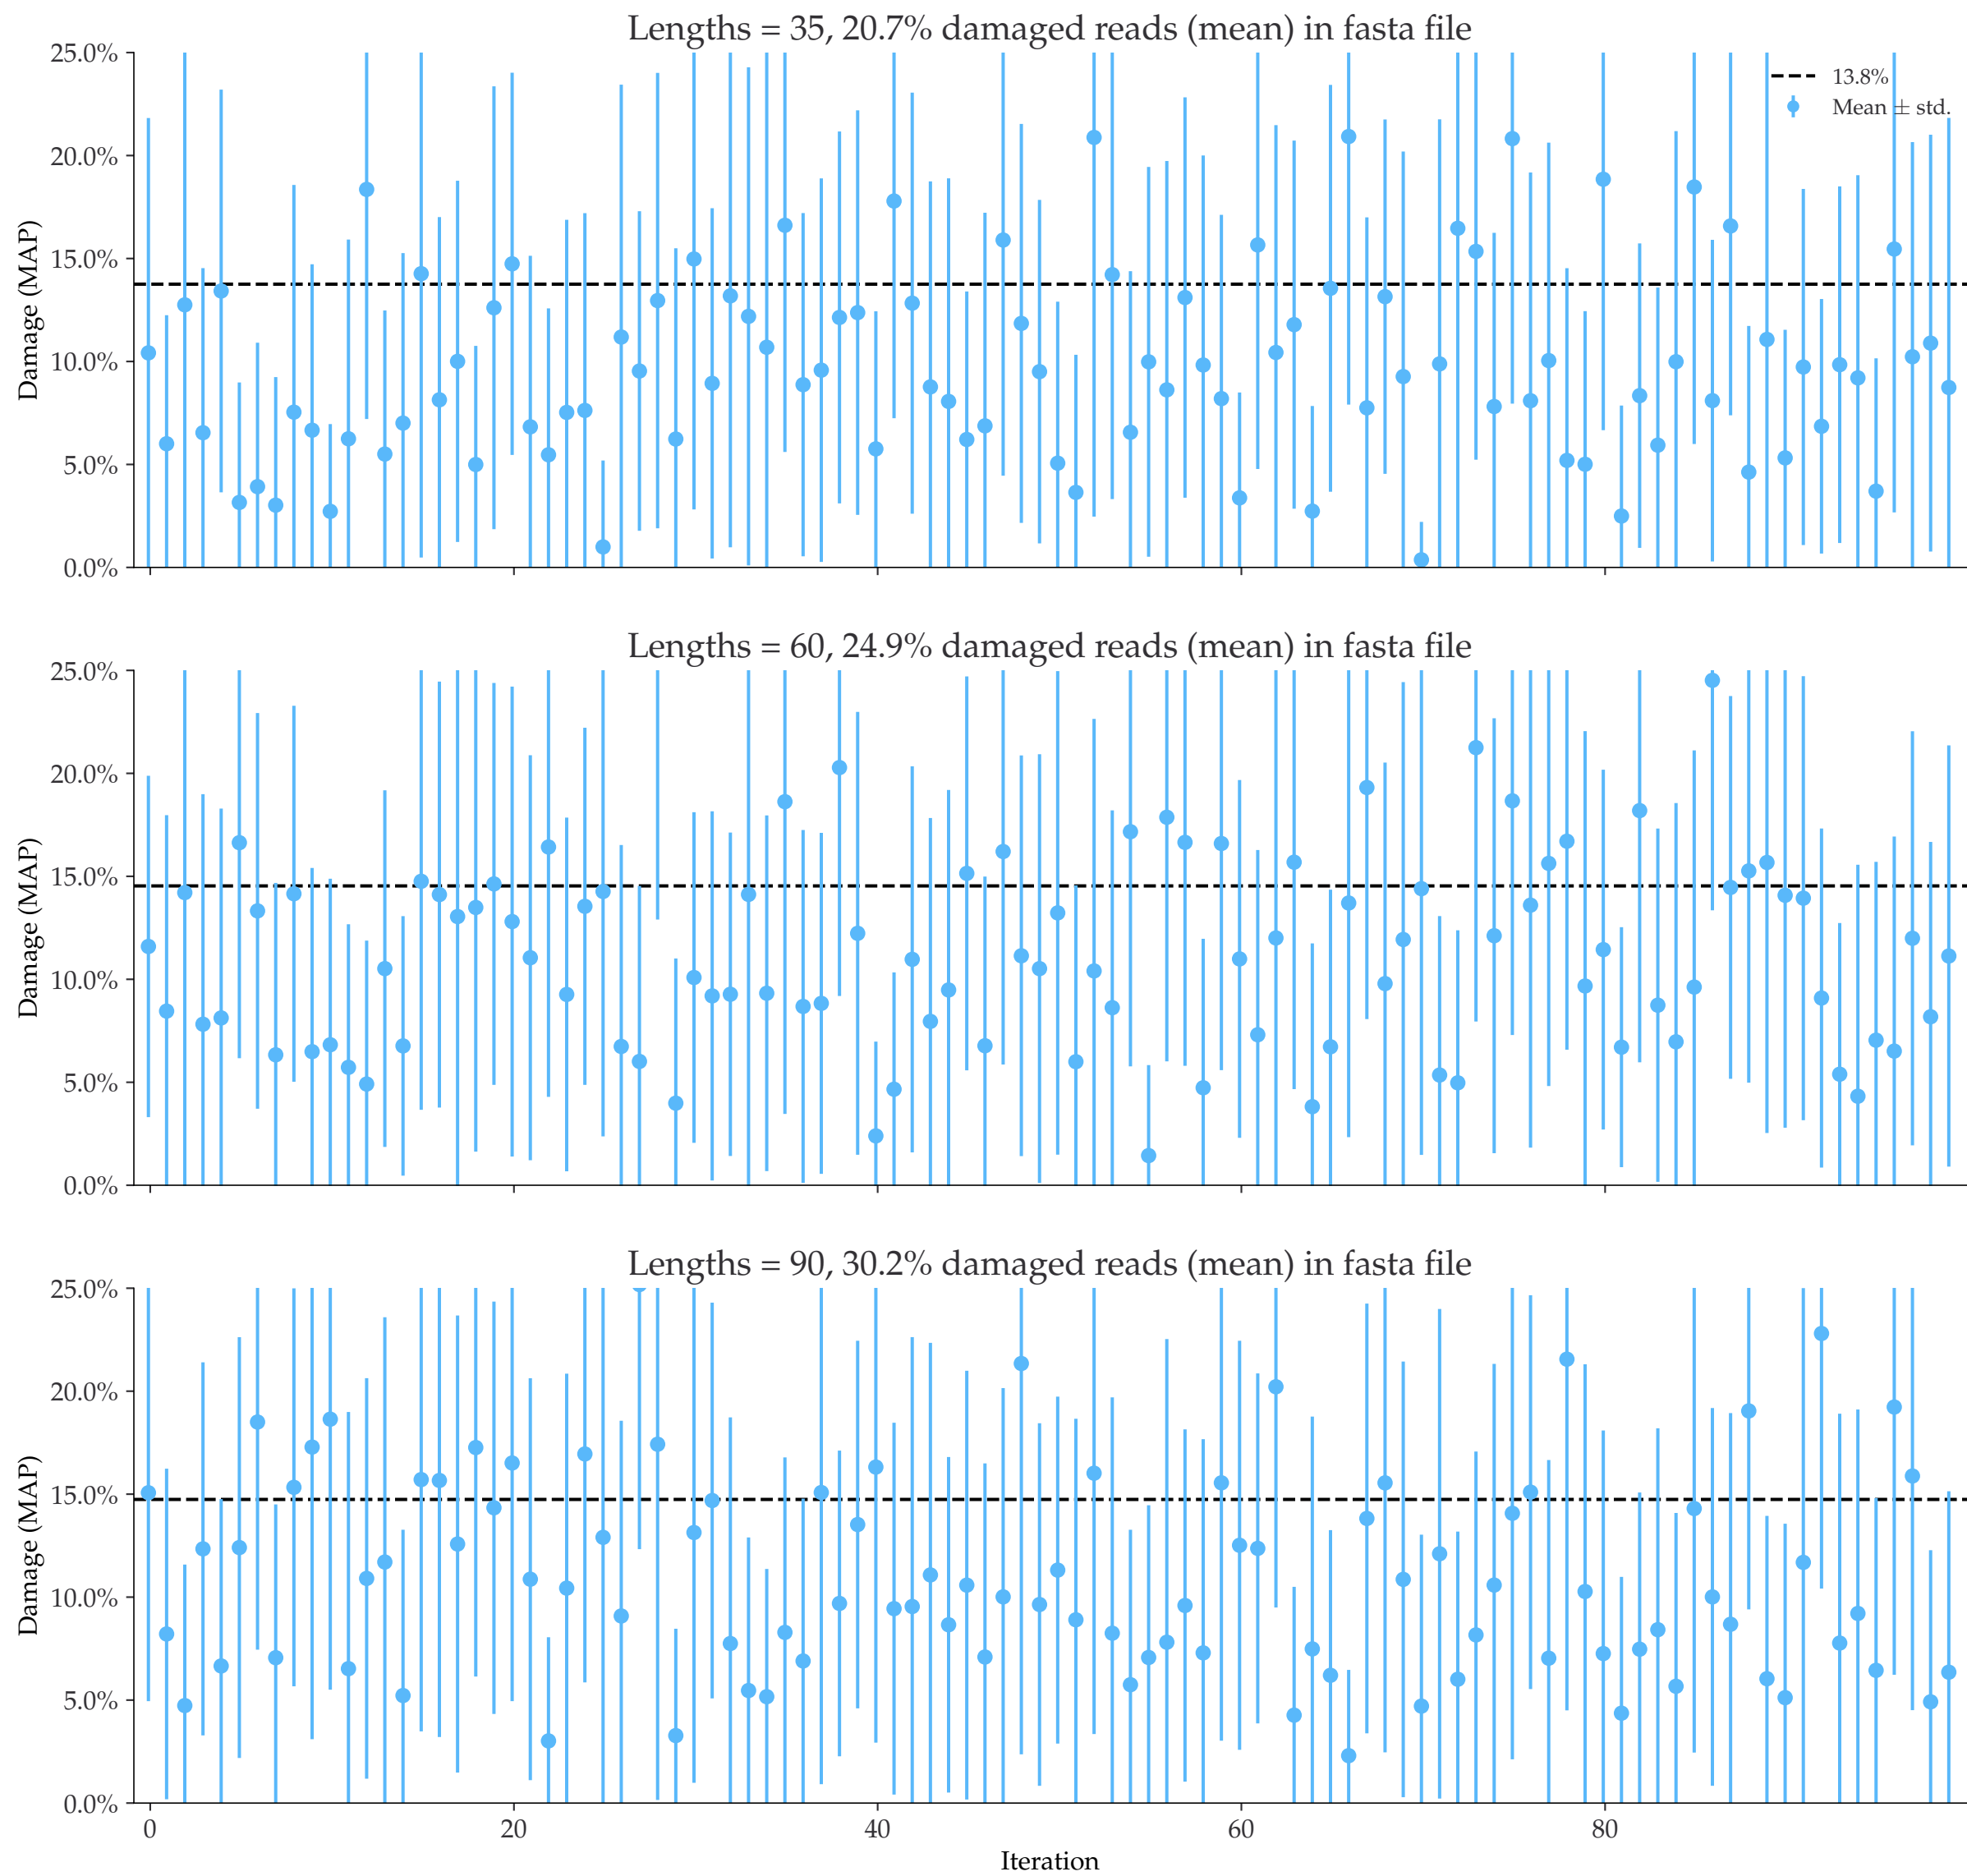 Lengths = 35, 20.7% damaged reads (mean) in fasta file
25.0%
20.0%
15.0%
10.0%
5.0%
0.0%
Damage (MAP)
13.8%
Mean ± std.
Lengths = 60, 24.9% damaged reads (mean) in fasta file
25.0%
20.0%
15.0%
10.0%
5.0%
0.0%
Damage (MAP)
Lengths = 90, 30.2% damaged reads (mean) in fasta file
25.0%
20.0%
15.0%
10.0%
5.0%
0.0%
Damage (MAP)
0 20 40 60 80
Iteration